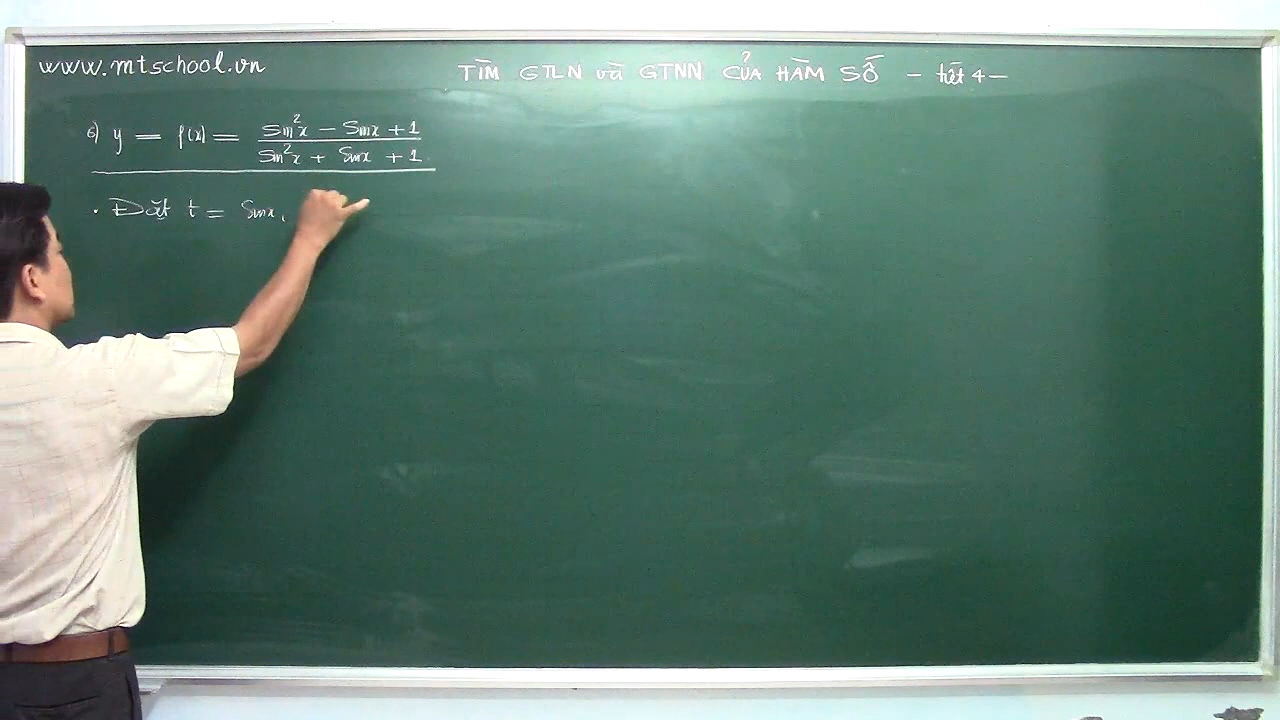 www.mtschool.vn
TÌM GTLN và GTNN CỦA HÀM SỐ - tiết 4 -
6) y = f(x) = (sin²x - sinx + 1) / (sin²x + sinx + 1)
. Đặt t = sinx,